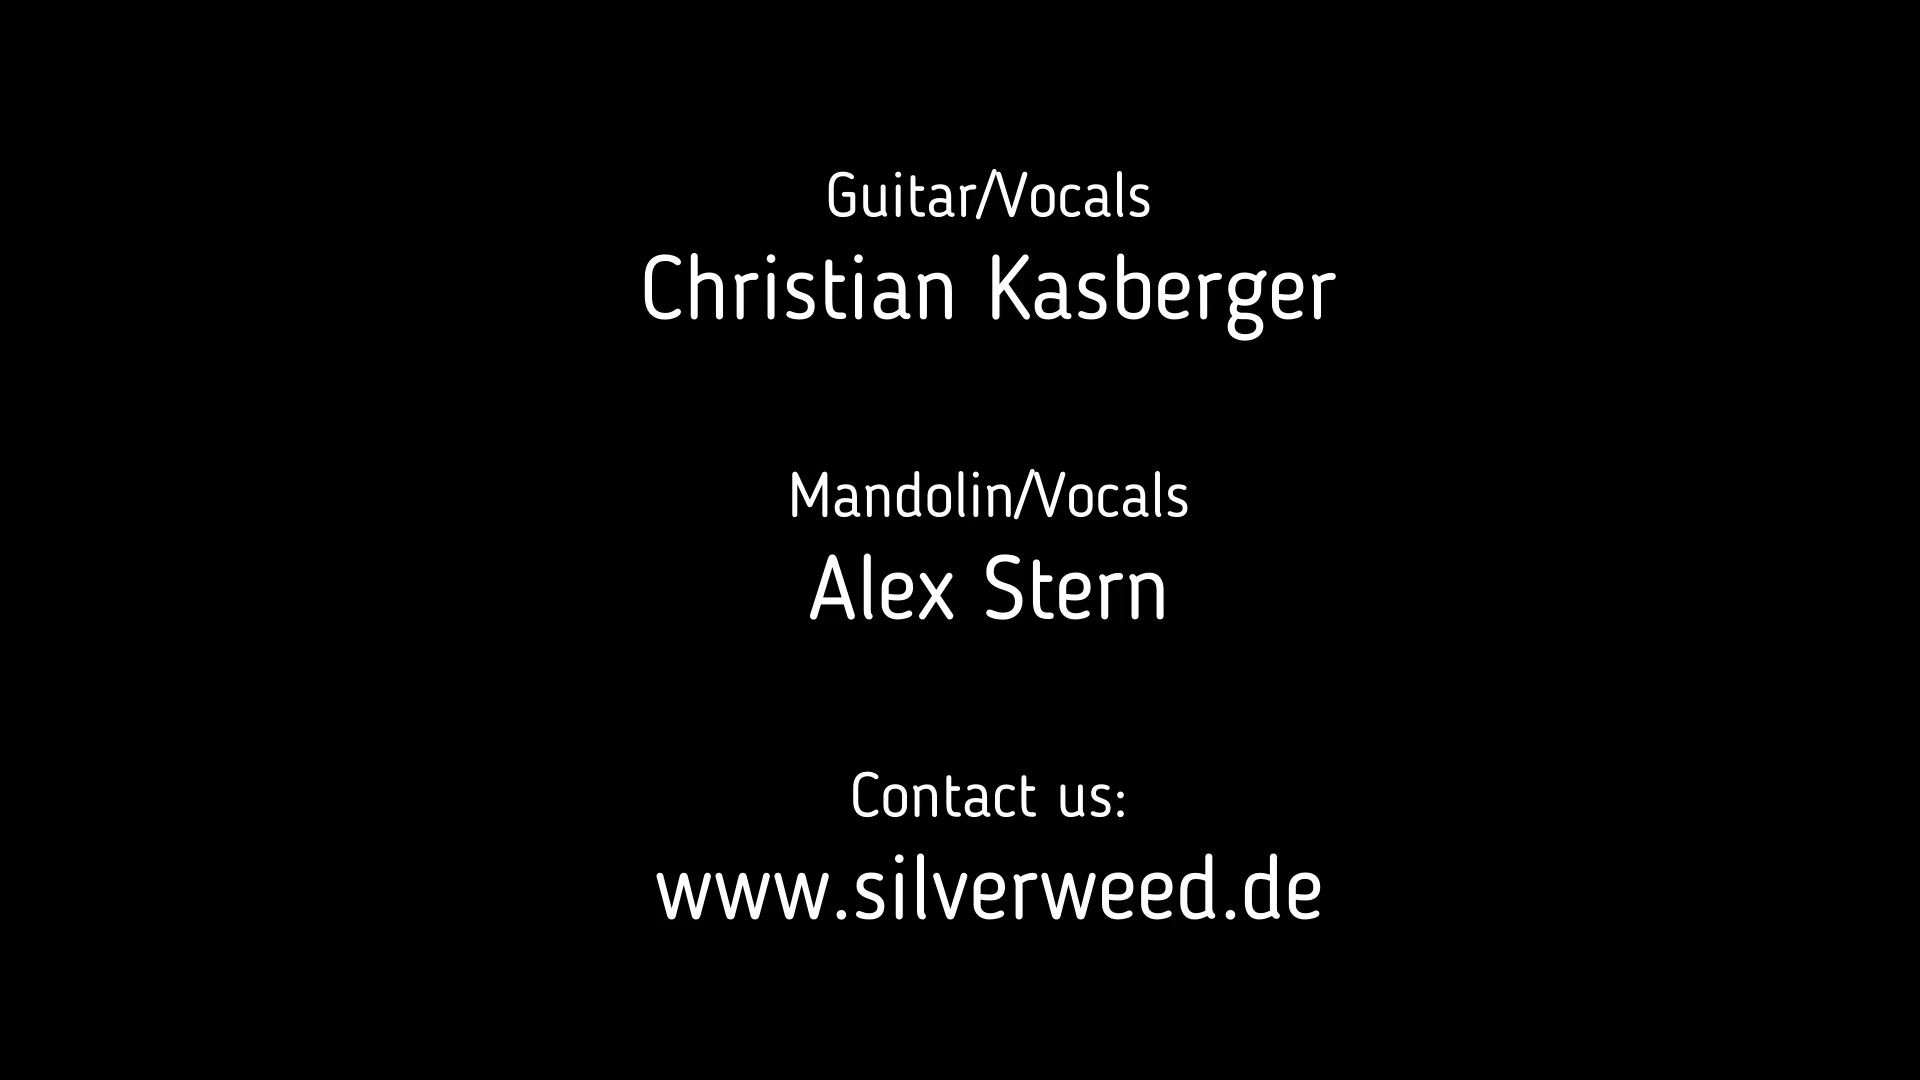 Guitar/Vocals
Christian Kasberger
Mandolin/Vocals
Alex Stern
Contact us:
www.silverweed.de